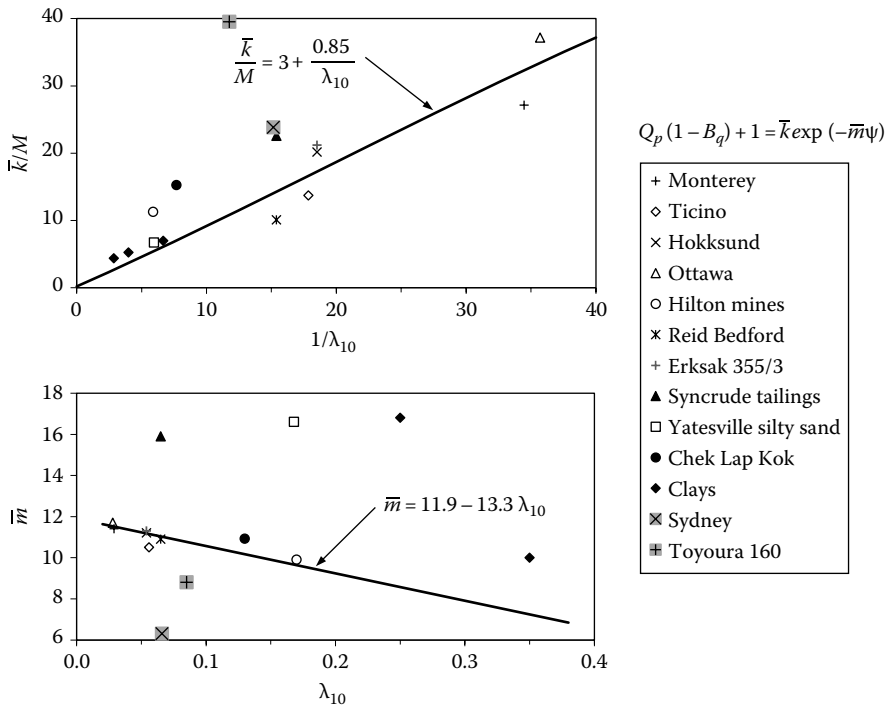 40
30
20
10
0
k̄/M
k̄/M = 3 + 0.85/λ10
0 10 20 30 40
1/λ10
Qp (1 – Bq) + 1 = k̄ exp (–m̄ψ)
Monterey
Ticino
Hokksund
Ottawa
Hilton mines
Reid Bedford
Erksak 355/3
Syncrude tailings
Yatesville silty sand
Chek Lap Kok
Clays
Sydney
Toyoura 160
18
16
14
12
10
8
6
m̄
m̄ = 11.9 – 13.3 λ10
0.0 0.1 0.2 0.3 0.4
λ10